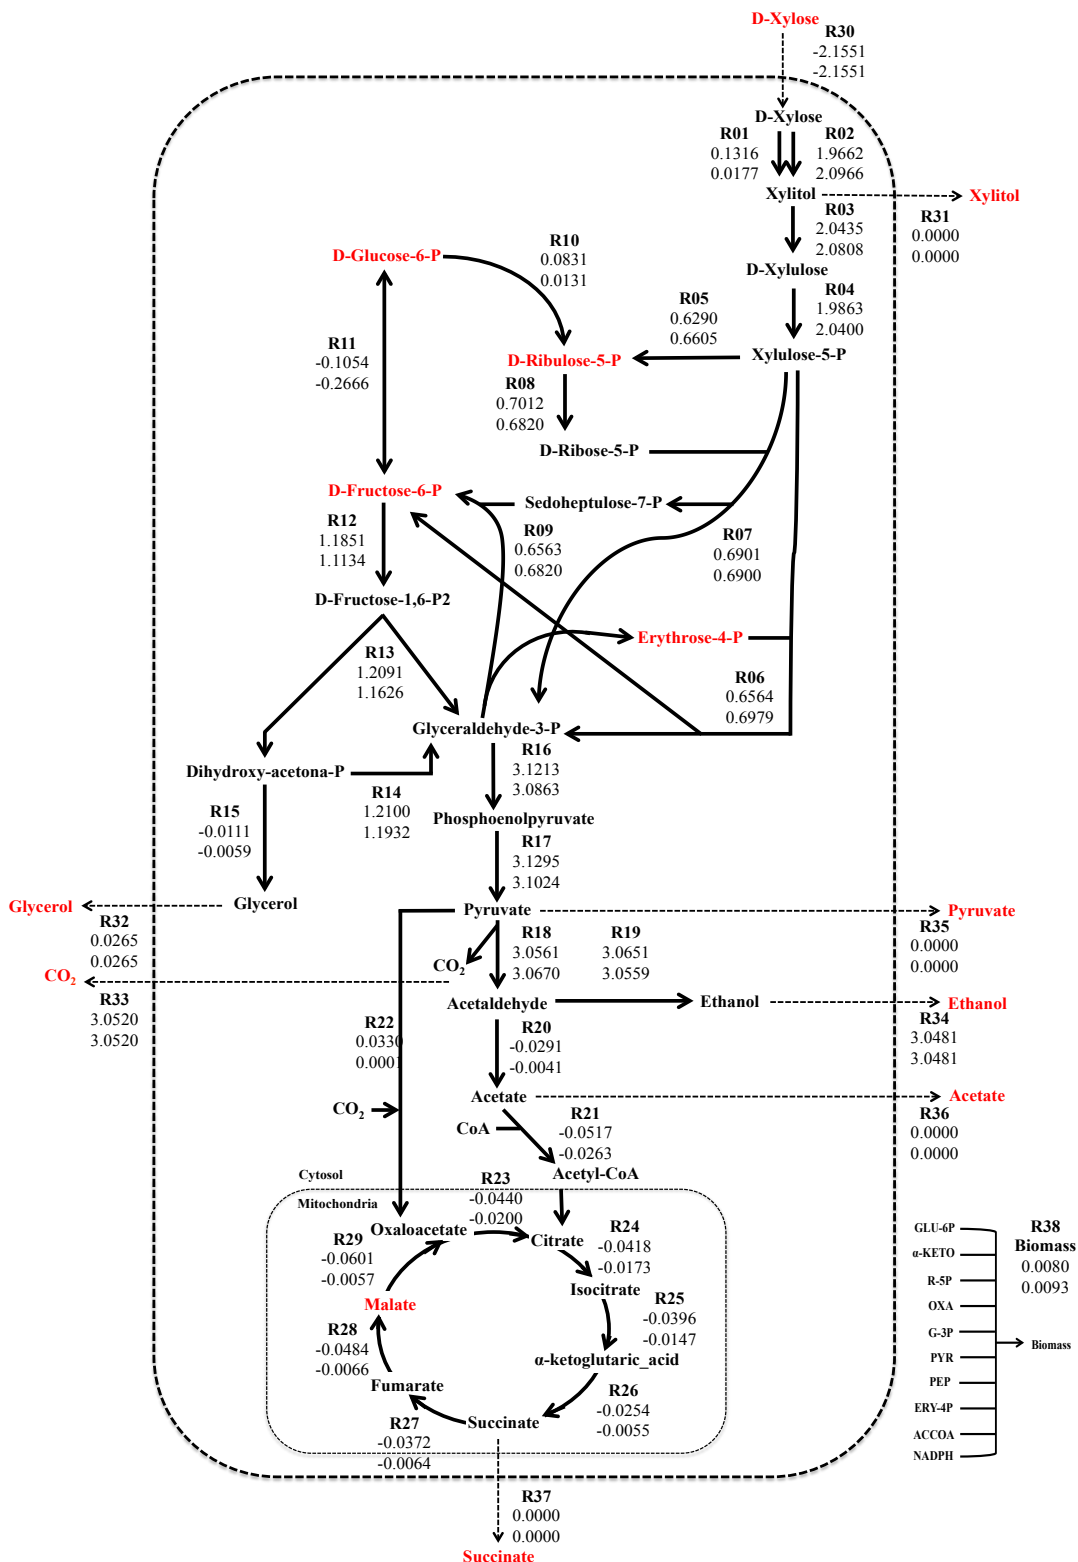 D-Xylose
R30
-2.1551
-2.1551
D-Xylose
R01
0.1316
0.0177
R02
1.9662
2.0966
Xylitol
Xylitol
R31
0.0000
0.0000
R03
2.0435
2.0808
D-Xylulose
R04
1.9863
2.0400
R10
0.0831
0.0131
D-Glucose-6-P
R05
0.6290
0.6605
Xylulose-5-P
R11
-0.1054
-0.2666
D-Ribulose-5-P
R08
0.7012
0.6820
D-Ribose-5-P
D-Fructose-6-P
Sedoheptulose-7-P
R12
1.1851
1.1134
R09
0.6563
0.6820
R07
0.6901
0.6900
D-Fructose-1,6-P2
Erythrose-4-P
R13
1.2091
1.1626
R06
0.6564
0.6979
Glyceraldehyde-3-P
R16
3.1213
3.0863
Dihydroxy-acetona-P
R14
1.2100
1.1932
R15
-0.0111
-0.0059
Phosphoenolpyruvate
R17
3.1295
3.1024
Glycerol
Glycerol
R32
0.0265
0.0265
Pyruvate
Pyruvate
R35
0.0000
0.0000
R18
3.0561
3.0670
R19
3.0651
3.0559
CO2
CO2
R33
3.0520
3.0520
Acetaldehyde
Ethanol
Ethanol
R34
3.0481
3.0481
R22
0.0330
0.0001
R20
-0.0291
-0.0041
Acetate
Acetate
R36
0.0000
0.0000
CO2
CoA
R21
-0.0517
-0.0263
Acetyl-CoA
Cytosol
Mitochondria
R23
-0.0440
-0.0200
Oxaloacetate
Citrate
R24
-0.0418
-0.0173
R29
-0.0601
-0.0057
Isocitrate
R25
-0.0396
-0.0147
Malate
R28
-0.0484
-0.0066
α-ketoglutaric_acid
Fumarate
R26
-0.0254
-0.0055
Succinate
R27
-0.0372
-0.0064
R37
0.0000
0.0000
Succinate
GLU-6P
α-KETO
R-5P
OXA
G-3P
PYR
PEP
ERY-4P
ACCOA
NADPH
R38
Biomass
0.0080
0.0093
Biomass